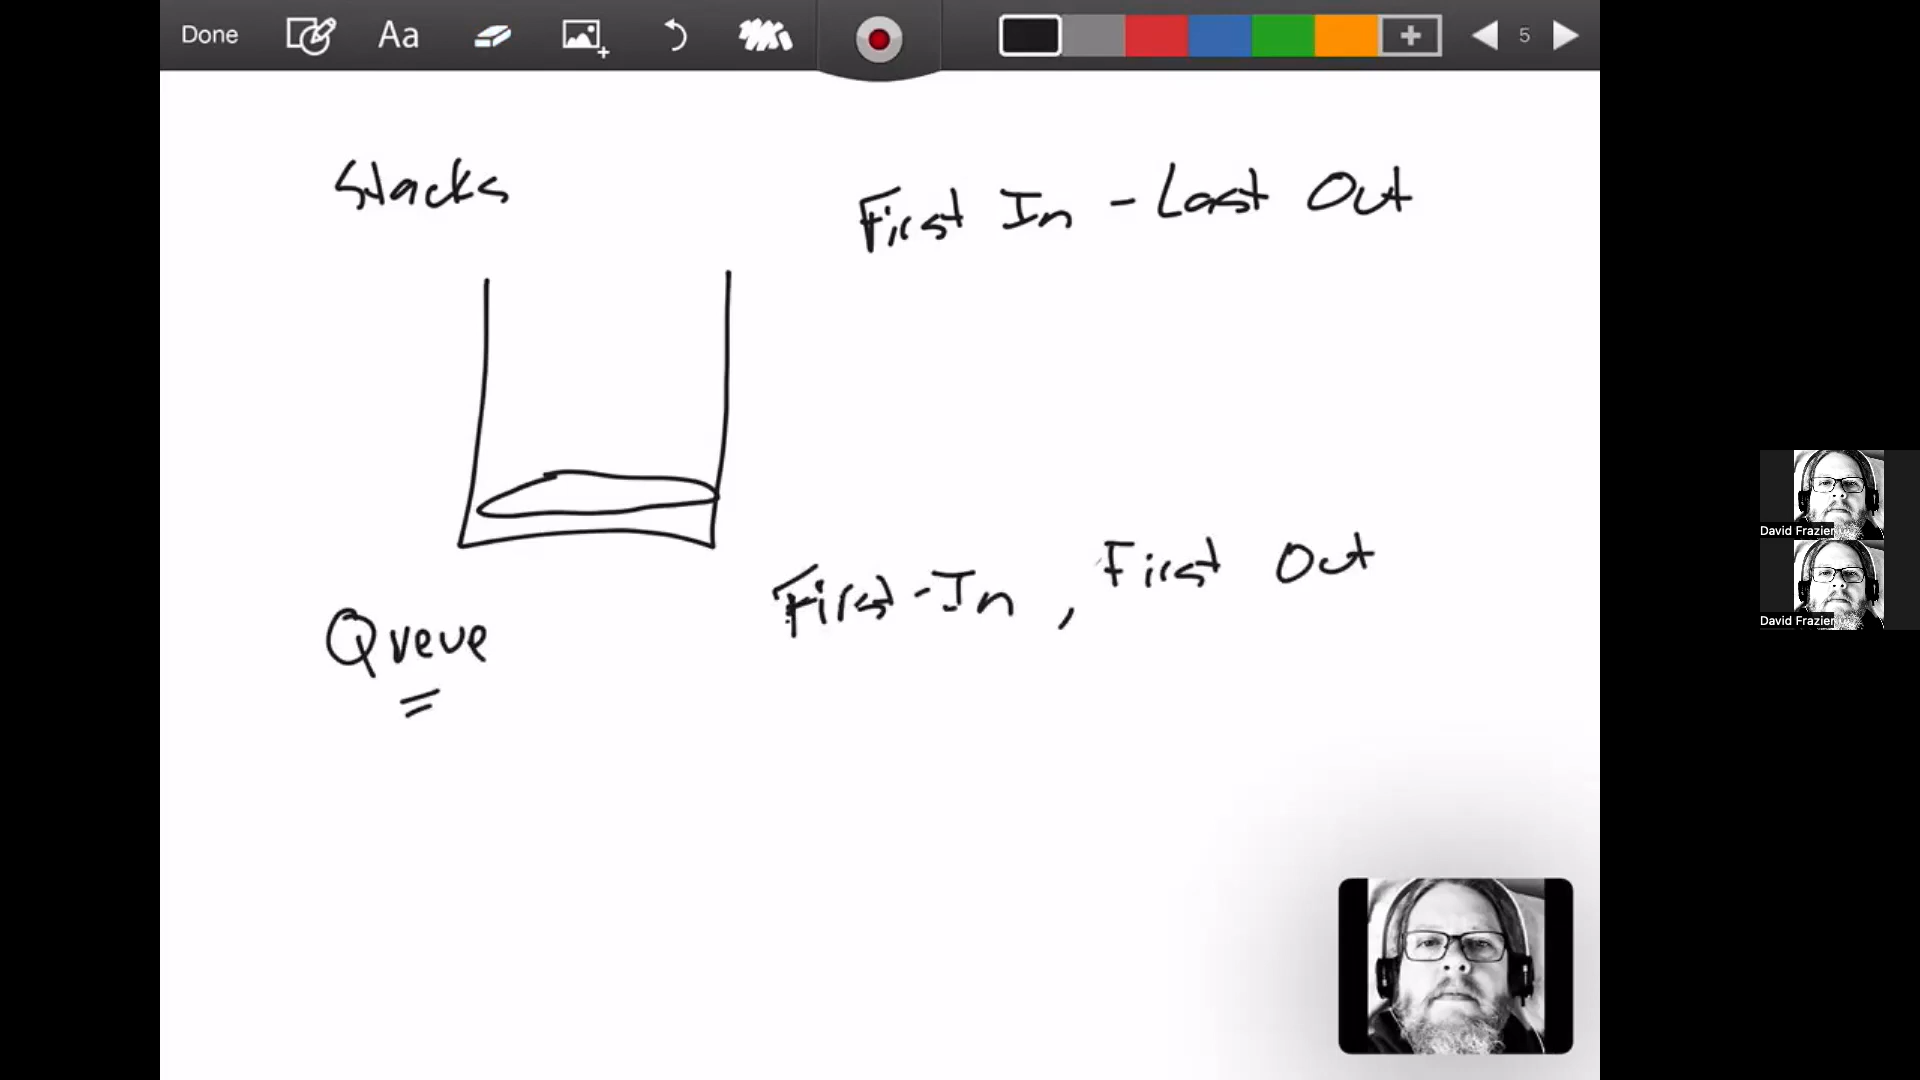 Done Aa 5
Stacks
First In - Last Out
First-In, First Out
Queue
David Frazier
David Frazier